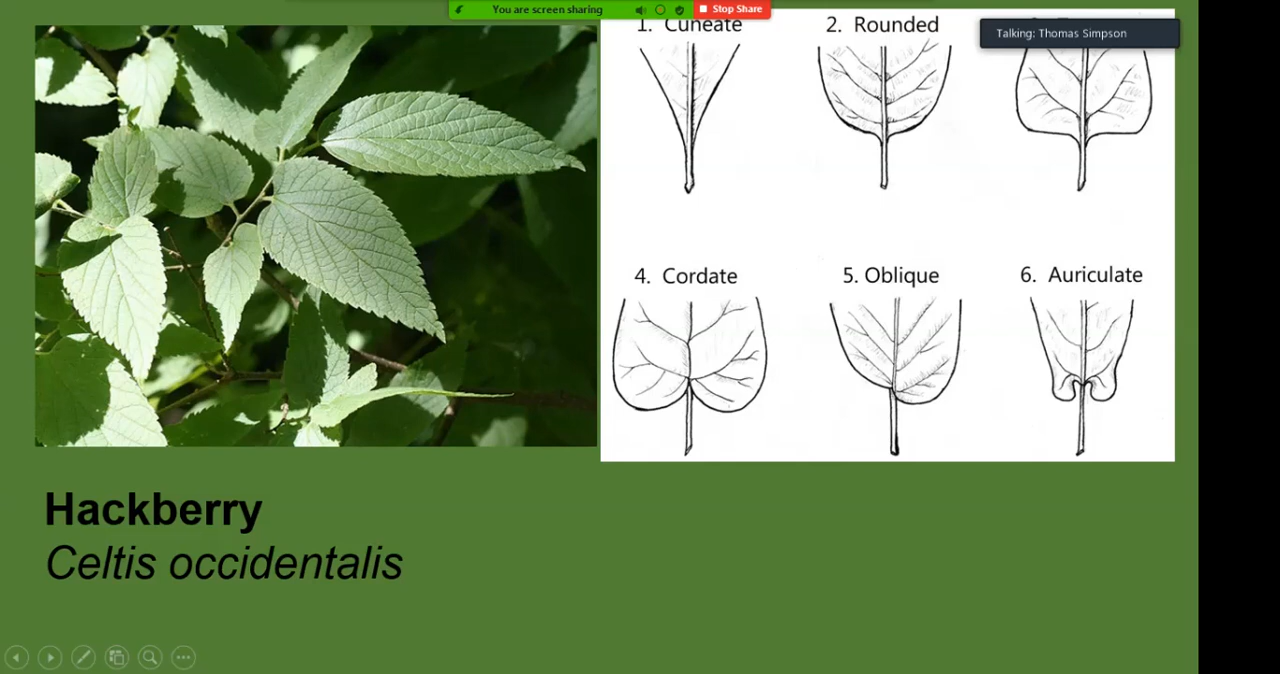 You are screen sharing
Stop Share
1. Cuneate
2. Rounded
Talking: Thomas Simpson
4. Cordate
5. Oblique
6. Auriculate
Hackberry
Celtis occidentalis